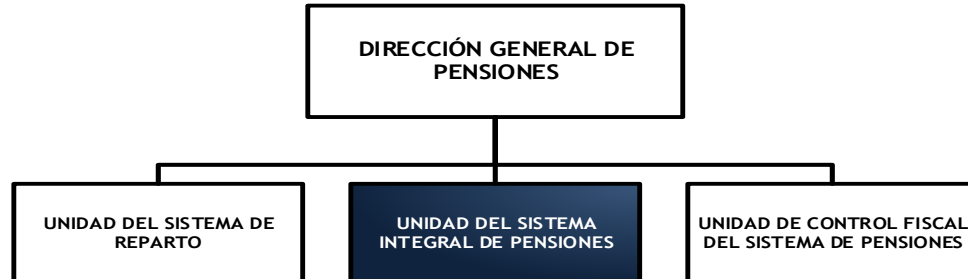 DIRECCIÓN GENERAL DE
PENSIONES
UNIDAD DEL SISTEMA DE
REPARTO
UNIDAD DEL SISTEMA
INTEGRAL DE PENSIONES
UNIDAD DE CONTROL FISCAL
DEL SISTEMA DE PENSIONES